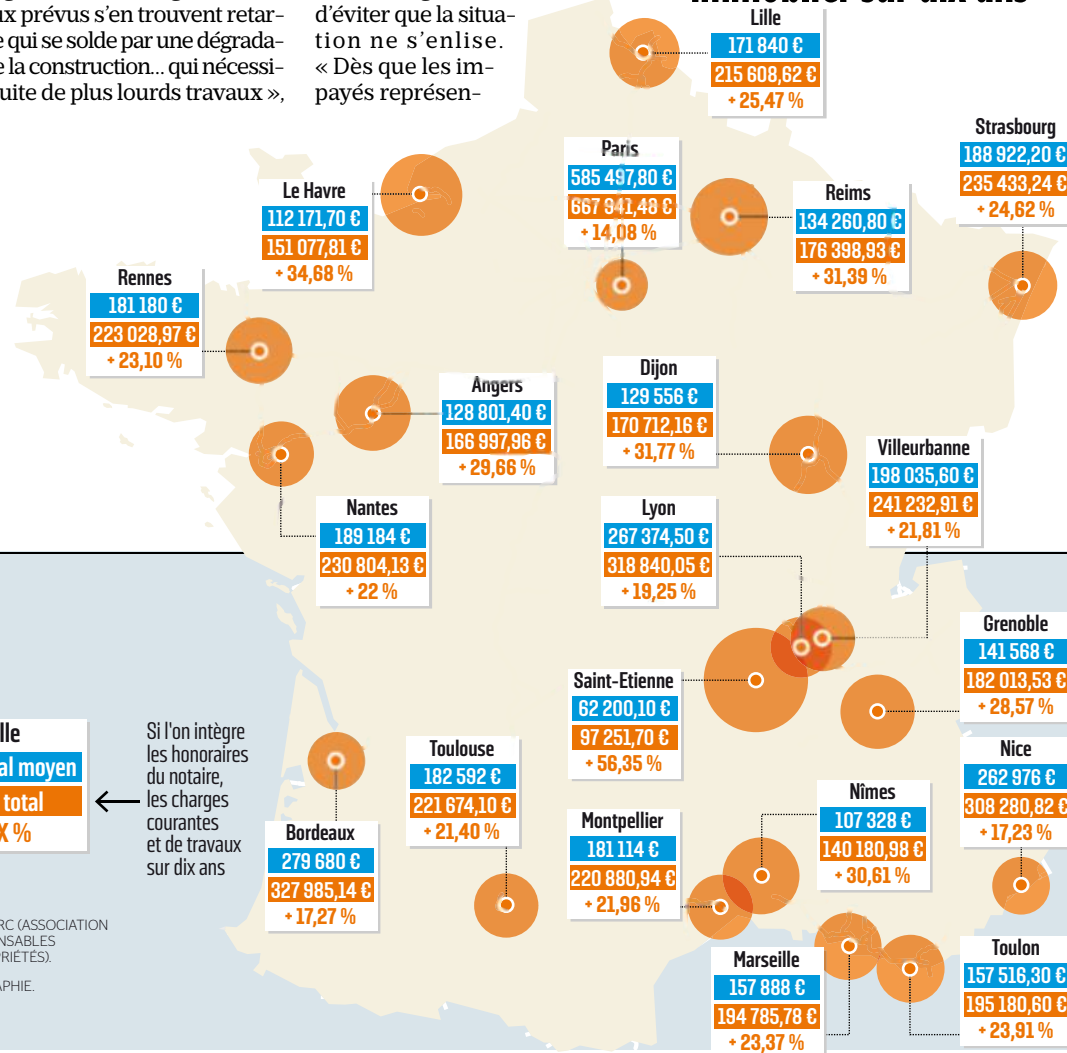 ux prévus s'en trouvent retar-
e qui se solde par une dégrada-
e la construction... qui nécessi-
uite de plus lourds travaux »,
d'éviter que la situa-
tion ne s'enlise.
« Dès que les im-
payés représen-
Lille
171 840 €
215 608,62 €
+ 25,47 %
Strasbourg
188 922,20 €
235 433,24 €
+ 24,62 %
Paris
585 497,80 €
667 941,48 €
+ 14,08 %
Le Havre
112 171,70 €
151 077,81 €
+ 34,68 %
Reims
134 260,80 €
176 398,93 €
+ 31,39 %
Rennes
181 180 €
223 028,97 €
+ 23,10 %
Angers
128 801,40 €
166 997,96 €
+ 29,66 %
Dijon
129 556 €
170 712,16 €
+ 31,77 %
Villeurbanne
198 035,60 €
241 232,91 €
+ 21,81 %
Nantes
189 184 €
230 804,13 €
+ 22 %
Lyon
267 374,50 €
318 840,05 €
+ 19,25 %
Grenoble
141 568 €
182 013,53 €
+ 28,57 %
Saint-Etienne
62 200,10 €
97 251,70 €
+ 56,35 %
Nice
262 976 €
308 280,82 €
+ 17,23 %
Toulouse
182 592 €
221 674,10 €
+ 21,40 %
Nîmes
107 328 €
140 180,98 €
+ 30,61 %
Montpellier
181 114 €
220 880,94 €
+ 21,96 %
Bordeaux
279 680 €
327 985,14 €
+ 17,27 %
Marseille
157 888 €
194 785,78 €
+ 23,37 %
Toulon
157 516,30 €
195 180,60 €
+ 23,91 %
lle
al moyen
total
X %
Si l'on intègre
les honoraires
du notaire,
les charges
courantes
et de travaux
sur dix ans
RC (ASSOCIATION
NSABLES
RIÉTÉS).
APHIE.